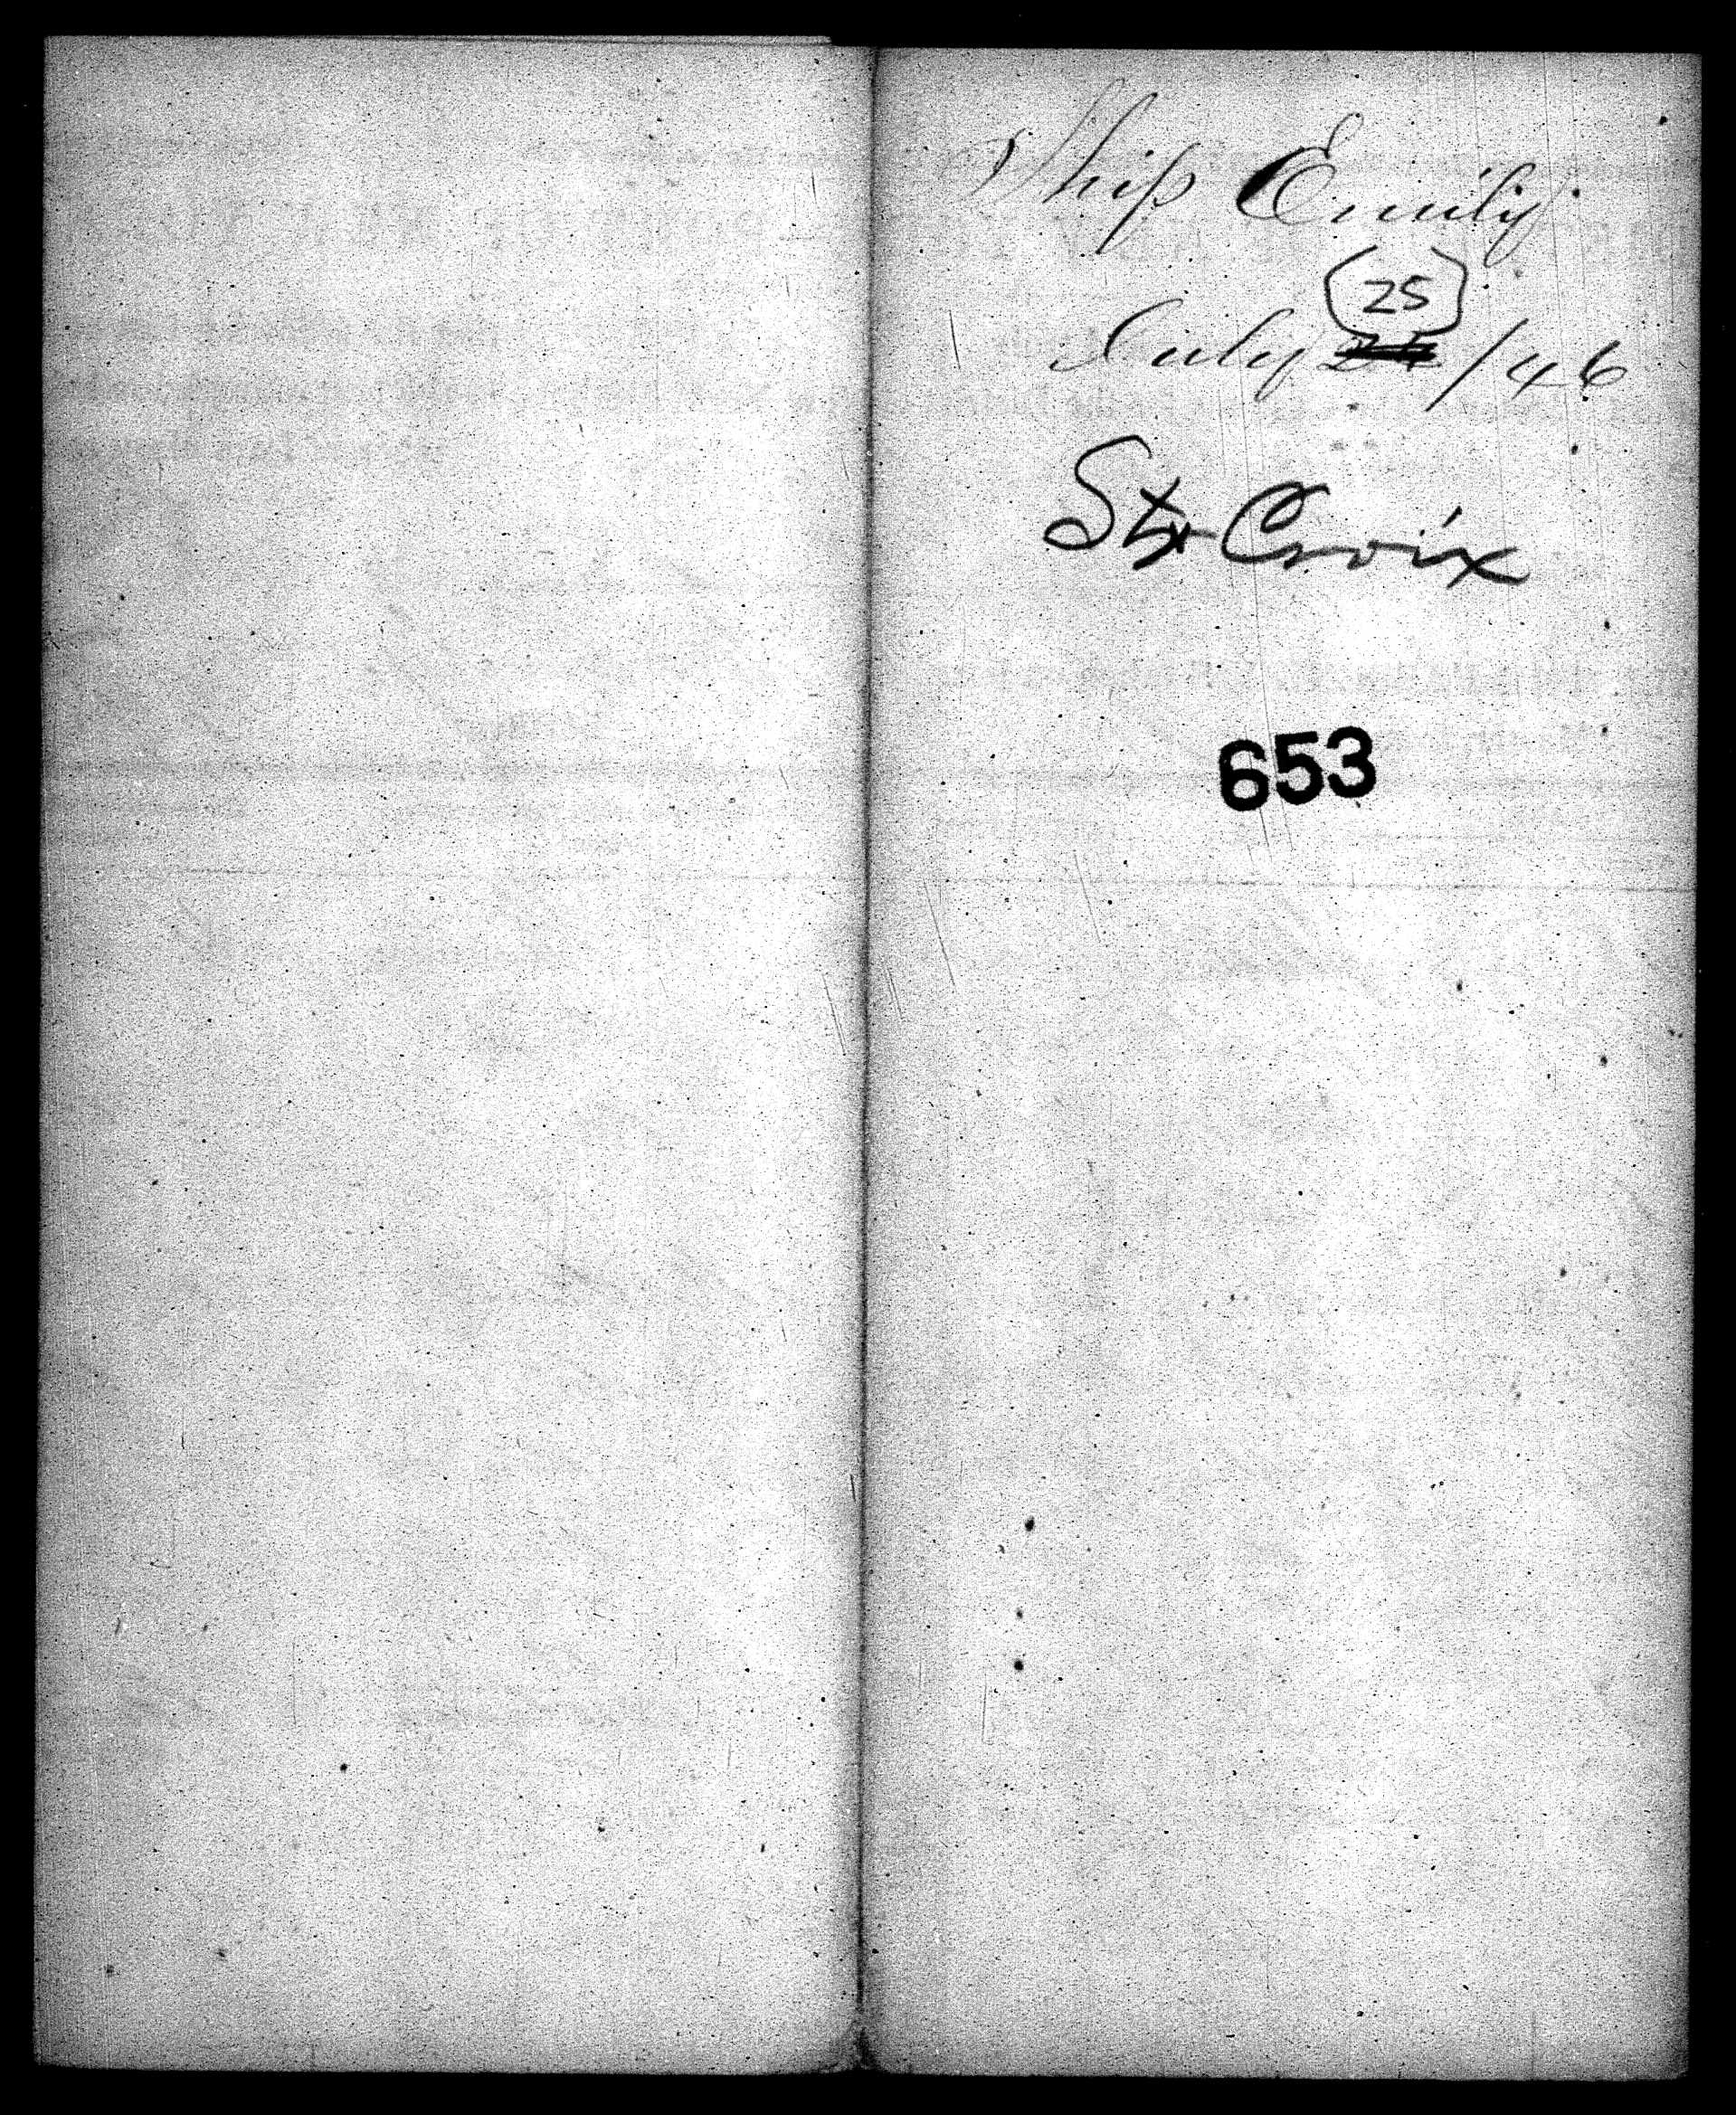 Ship Emily
(25)
July 24/46
St. Croix
653